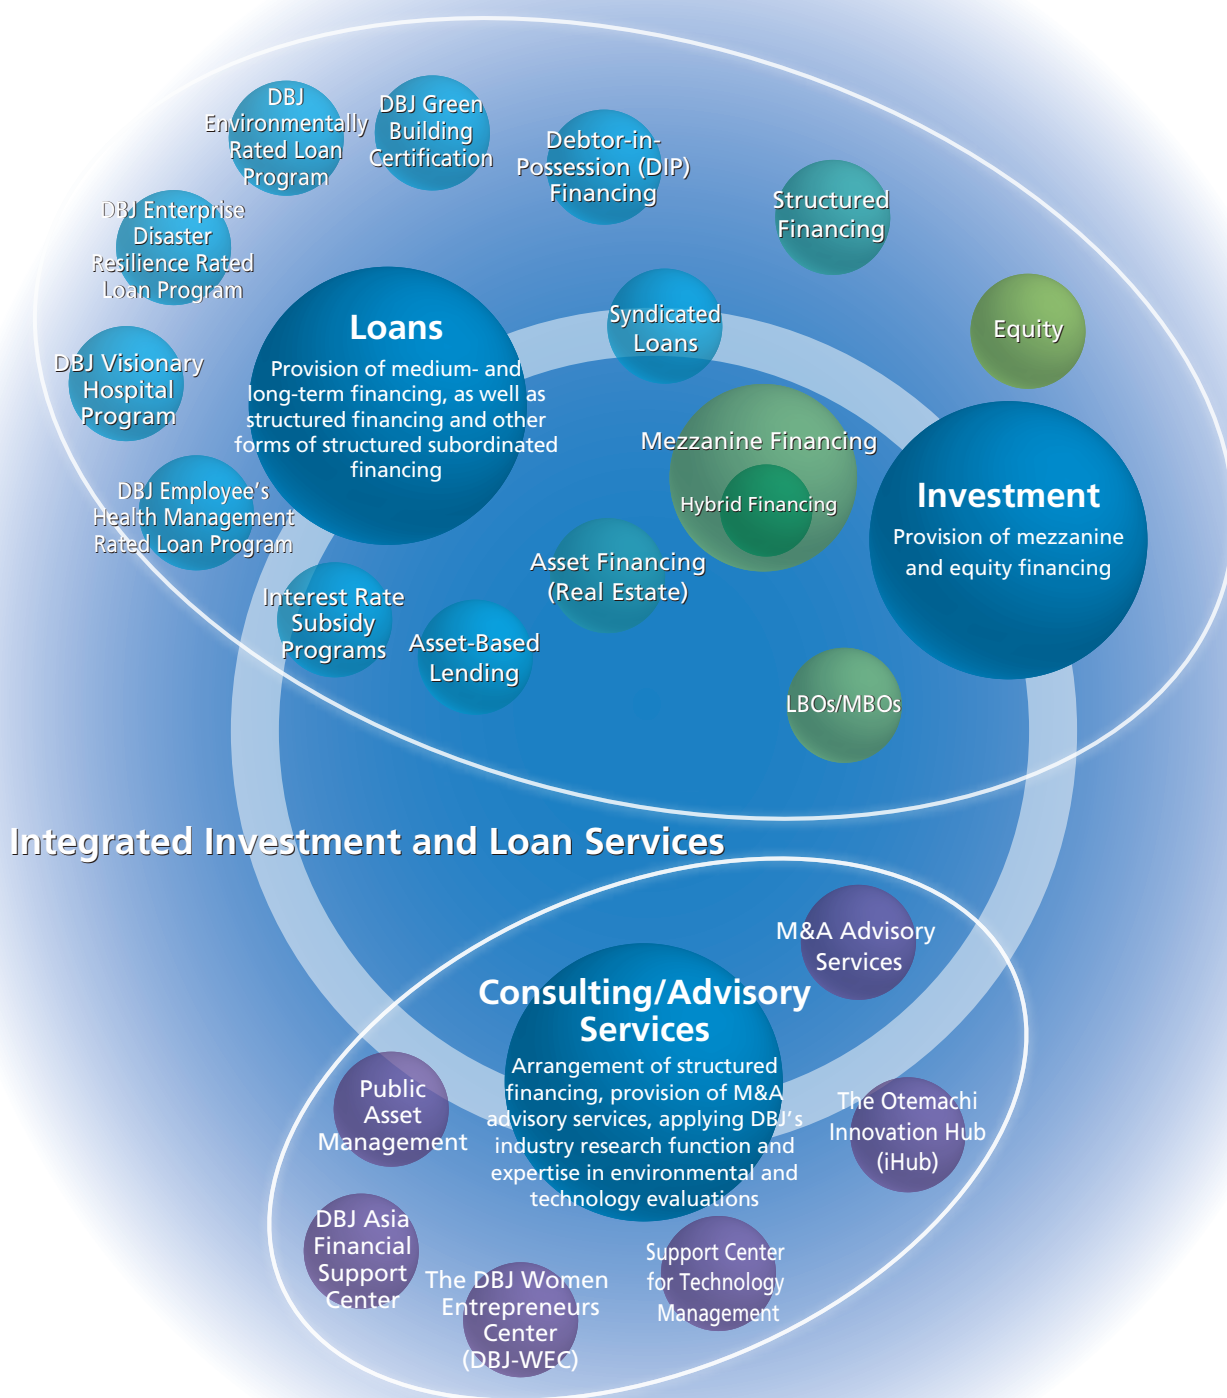 DBJ
Environmentally
Rated Loan
Program
DBJ Green
Building
Certification
Debtor-in-
Possession (DIP)
Financing
Structured
Financing
DBJ Enterprise
Disaster
Resilience Rated
Loan Program
Loans
Provision of medium- and
long-term financing, as well as
structured financing and other
forms of structured subordinated
financing
Syndicated
Loans
Equity
DBJ Visionary
Hospital
Program
Mezzanine Financing
Hybrid Financing
Investment
Provision of mezzanine
and equity financing
DBJ Employee’s
Health Management
Rated Loan Program
Asset Financing
(Real Estate)
Interest Rate
Subsidy
Programs
Asset-Based
Lending
LBOs/MBOs
Integrated Investment and Loan Services
M&A Advisory
Services
Consulting/Advisory
Services
Arrangement of structured
financing, provision of M&A
advisory services, applying DBJ’s
industry research function and
expertise in environmental and
technology evaluations
Public
Asset
Management
The Otemachi
Innovation Hub
(iHub)
DBJ Asia
Financial
Support
Center
The DBJ Women
Entrepreneurs
Center
(DBJ-WEC)
Support Center
for Technology
Management